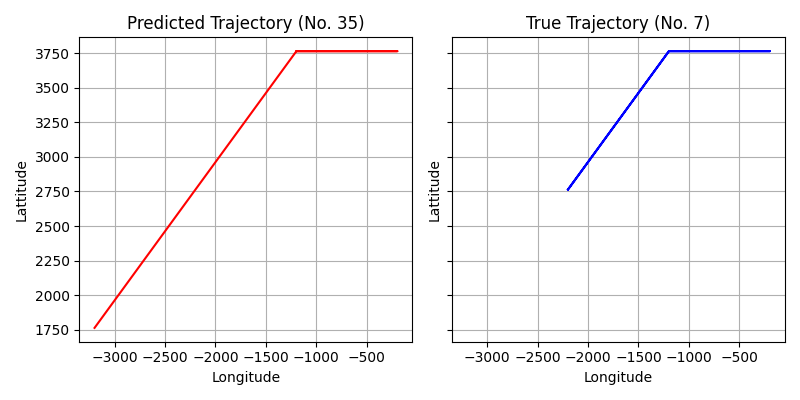 Predicted Trajectory (No. 35)
Lattitude
3750
3500
3250
3000
2750
2500
2250
2000
1750
−3000 −2500 −2000 −1500 −1000 −500
Longitude
True Trajectory (No. 7)
Lattitude
−3000 −2500 −2000 −1500 −1000 −500
Longitude